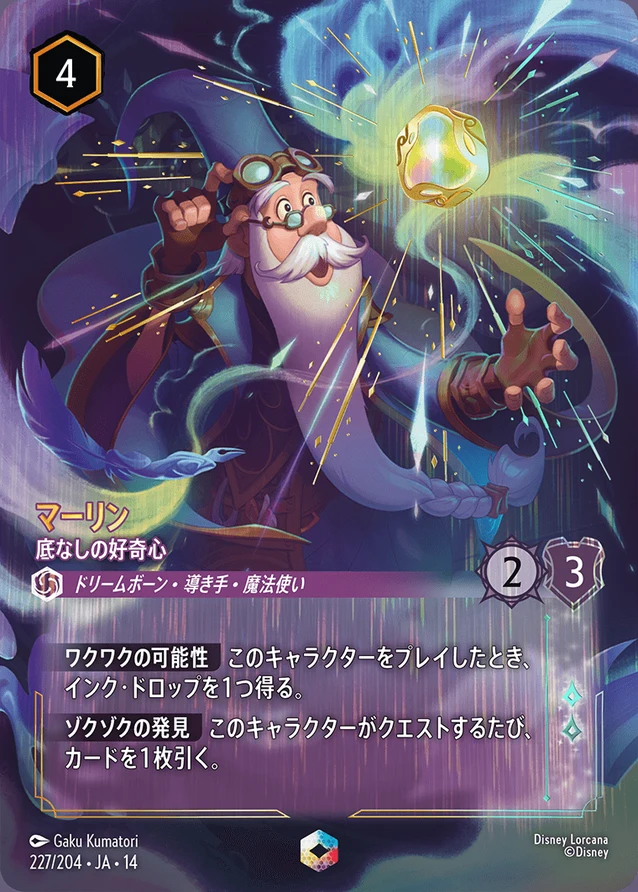 4
マーリン
底なしの好奇心
ドリームボーン・導き手・魔法使い
2
3
ワクワクの可能性 このキャラクターをプレイしたとき、
インク・ドロップを1つ得る。
ゾクゾクの発見 このキャラクターがクエストするたび、
カードを1枚引く。
Gaku Kumatori
227/204・JA・14
Disney Lorcana
©Disney